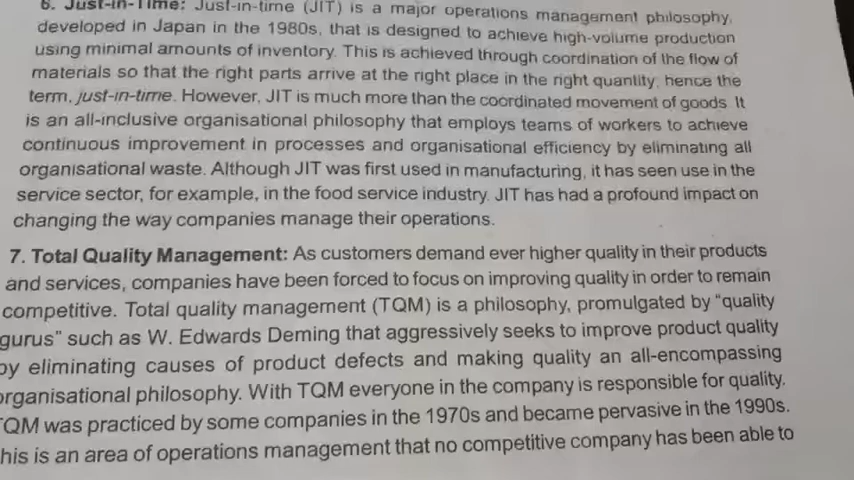 6. Just-in-Time: Just-in-time (JIT) is a major operations management philosophy,
developed in Japan in the 1980s, that is designed to achieve high-volume production
using minimal amounts of inventory. This is achieved through coordination of the flow of
materials so that the right parts arrive at the right place in the right quantity; hence the
term, just-in-time. However, JIT is much more than the coordinated movement of goods. It
is an all-inclusive organisational philosophy that employs teams of workers to achieve
continuous improvement in processes and organisational efficiency by eliminating all
organisational waste. Although JIT was first used in manufacturing, it has seen use in the
service sector, for example, in the food service industry. JIT has had a profound impact on
changing the way companies manage their operations.
7. Total Quality Management: As customers demand ever higher quality in their products
and services, companies have been forced to focus on improving quality in order to remain
competitive. Total quality management (TQM) is a philosophy, promulgated by “quality
gurus” such as W. Edwards Deming that aggressively seeks to improve product quality
by eliminating causes of product defects and making quality an all-encompassing
organisational philosophy. With TQM everyone in the company is responsible for quality.
TQM was practiced by some companies in the 1970s and became pervasive in the 1990s.
This is an area of operations management that no competitive company has been able to